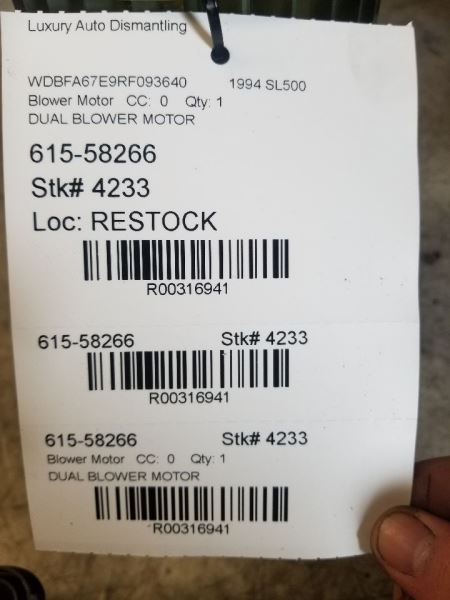 Luxury Auto Dismantling
WDBFA67E9RF093640 1994 SL500
Blower Motor CC: 0 Qty: 1
DUAL BLOWER MOTOR
615-58266
Stk# 4233
Loc: RESTOCK
R00316941
615-58266 Stk# 4233
R00316941
615-58266 Stk# 4233
Blower Motor CC: 0 Qty: 1
DUAL BLOWER MOTOR
R00316941